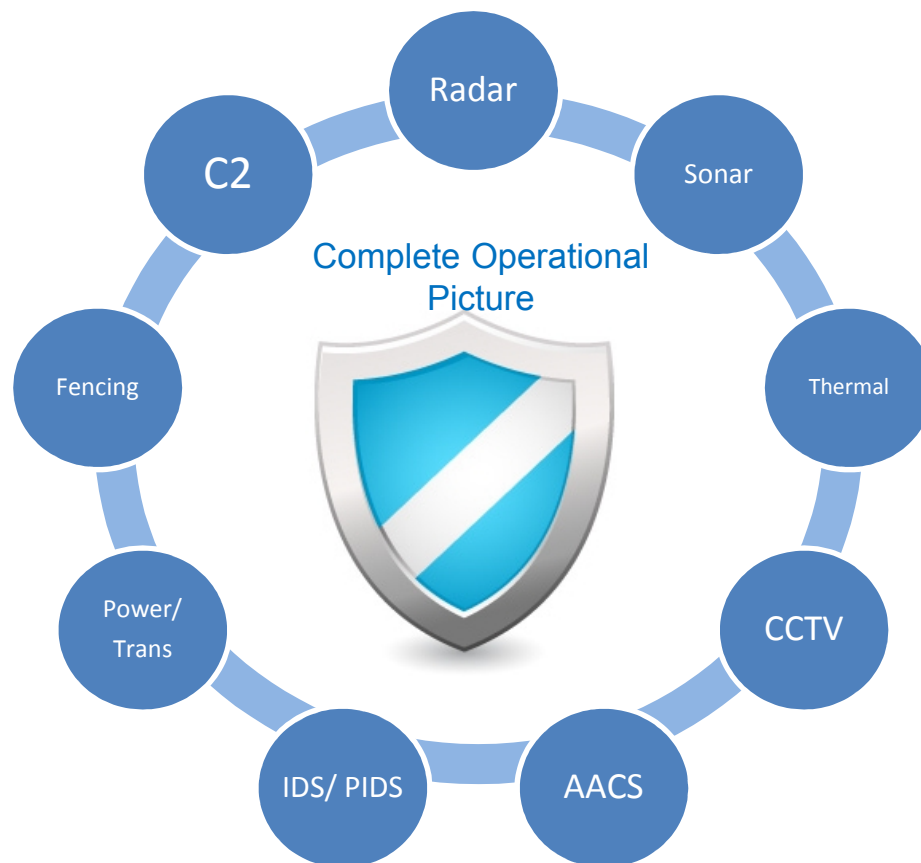 Radar
Sonar
Thermal
CCTV
AACS
IDS/ PIDS
Power/
Trans
Fencing
C2
Complete Operational
Picture